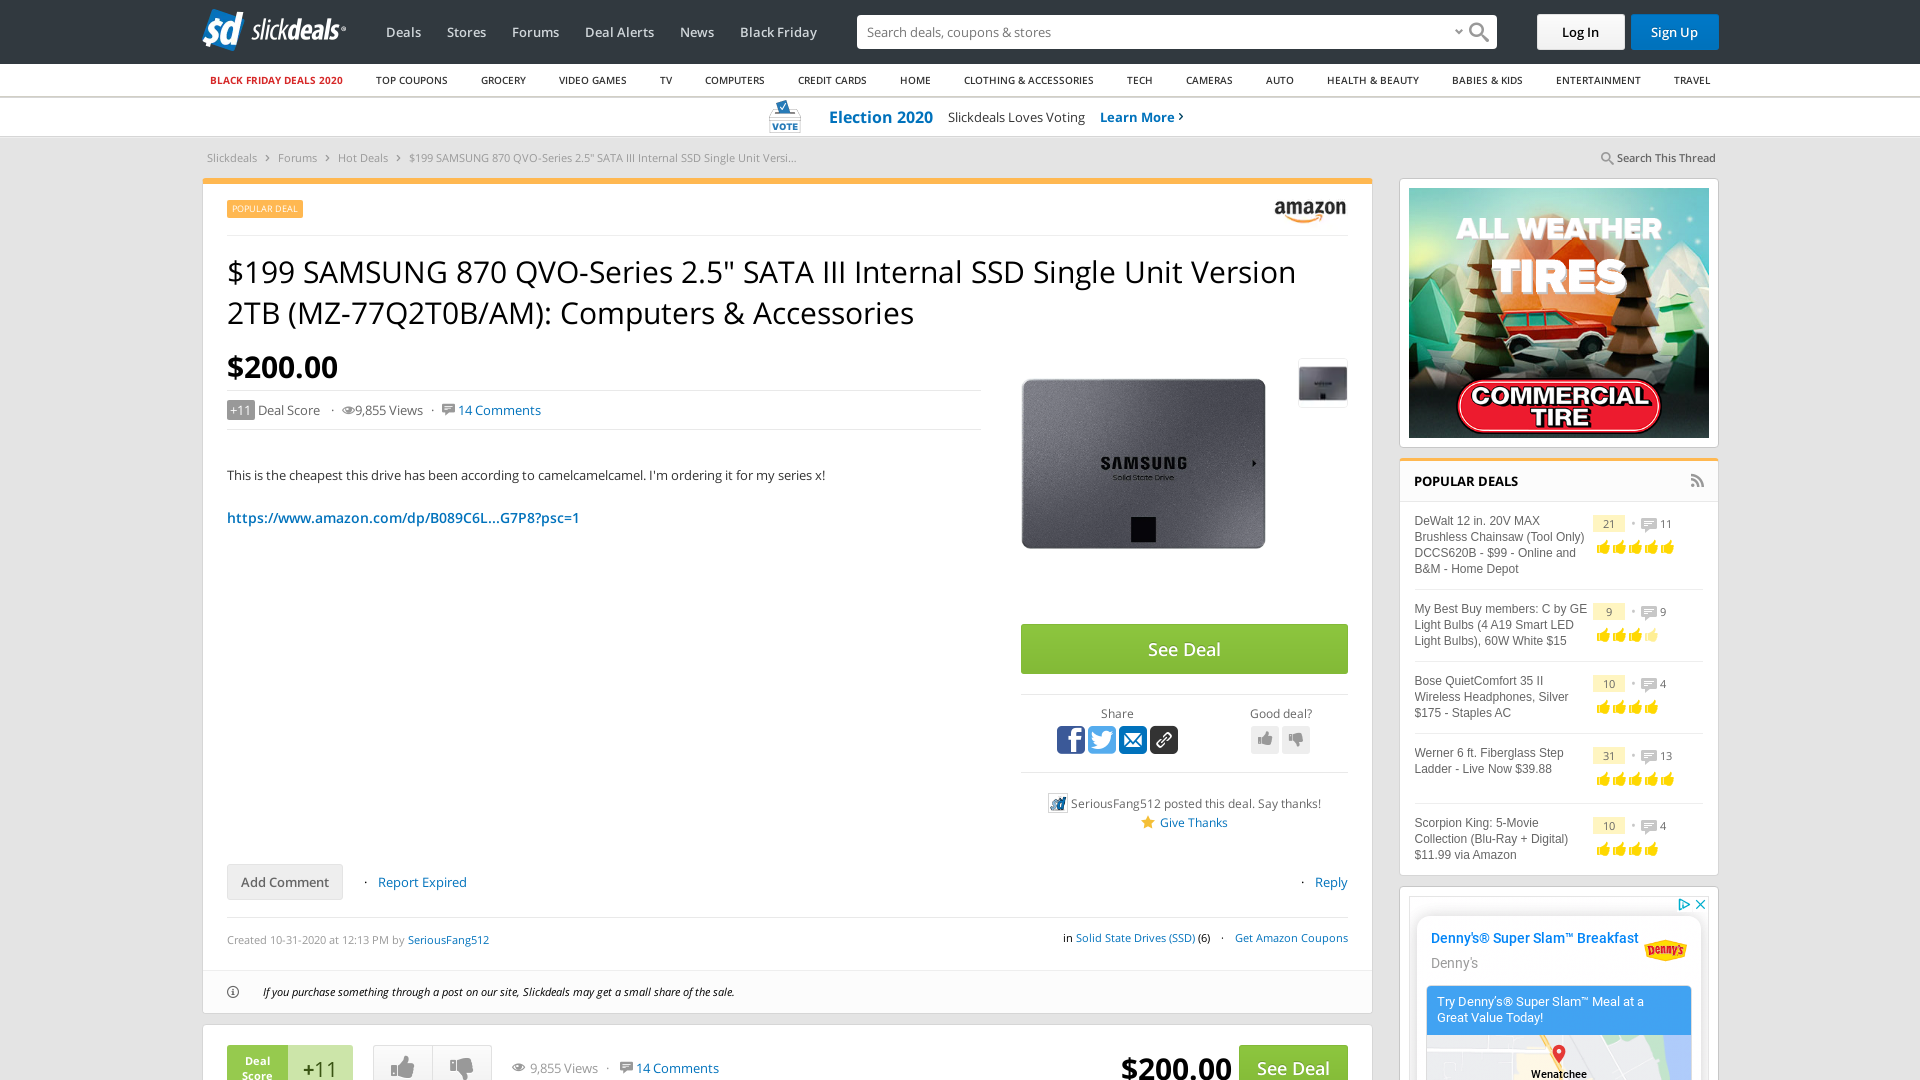 sd slickdeals
Deals Stores Forums Deal Alerts News Black Friday
Search deals, coupons & stores
Log In Sign Up
BLACK FRIDAY DEALS 2020 TOP COUPONS GROCERY VIDEO GAMES TV COMPUTERS CREDIT CARDS HOME CLOTHING & ACCESSORIES TECH CAMERAS AUTO HEALTH & BEAUTY BABIES & KIDS ENTERTAINMENT TRAVEL
VOTE Election 2020 Slickdeals Loves Voting Learn More
Slickdeals Forums Hot Deals $199 SAMSUNG 870 QVO-Series 2.5" SATA III Internal SSD Single Unit Versi...
Search This Thread
POPULAR DEAL
amazon
$199 SAMSUNG 870 QVO-Series 2.5" SATA III Internal SSD Single Unit Version
2TB (MZ-77Q2T0B/AM): Computers & Accessories
$200.00
+11 Deal Score · 9,855 Views · 14 Comments
This is the cheapest this drive has been according to camelcamelcamel. I'm ordering it for my series x!
https://www.amazon.com/dp/B089C6L...G7P8?psc=1
SAMSUNG
Solid State Drive
See Deal
Share
Good deal?
SeriousFang512 posted this deal. Say thanks!
Give Thanks
Add Comment · Report Expired
· Reply
Created 10-31-2020 at 12:13 PM by SeriousFang512
in Solid State Drives (SSD) (6) · Get Amazon Coupons
If you purchase something through a post on our site, Slickdeals may get a small share of the sale.
Deal
Score
+11
9,855 Views · 14 Comments
$200.00
See Deal
ALL WEATHER
TIRES
COMMERCIAL
TIRE
POPULAR DEALS
DeWalt 12 in. 20V MAX
Brushless Chainsaw (Tool Only)
DCCS620B - $99 - Online and
B&M - Home Depot
21 • 11
My Best Buy members: C by GE
Light Bulbs (4 A19 Smart LED
Light Bulbs), 60W White $15
9 • 9
Bose QuietComfort 35 II
Wireless Headphones, Silver
$175 - Staples AC
10 • 4
Werner 6 ft. Fiberglass Step
Ladder - Live Now $39.88
31 • 13
Scorpion King: 5-Movie
Collection (Blu-Ray + Digital)
$11.99 via Amazon
10 • 4
Denny's® Super Slam™ Breakfast
Denny's
Denny's
Try Denny's® Super Slam™ Meal at a
Great Value Today!
Wenatchee